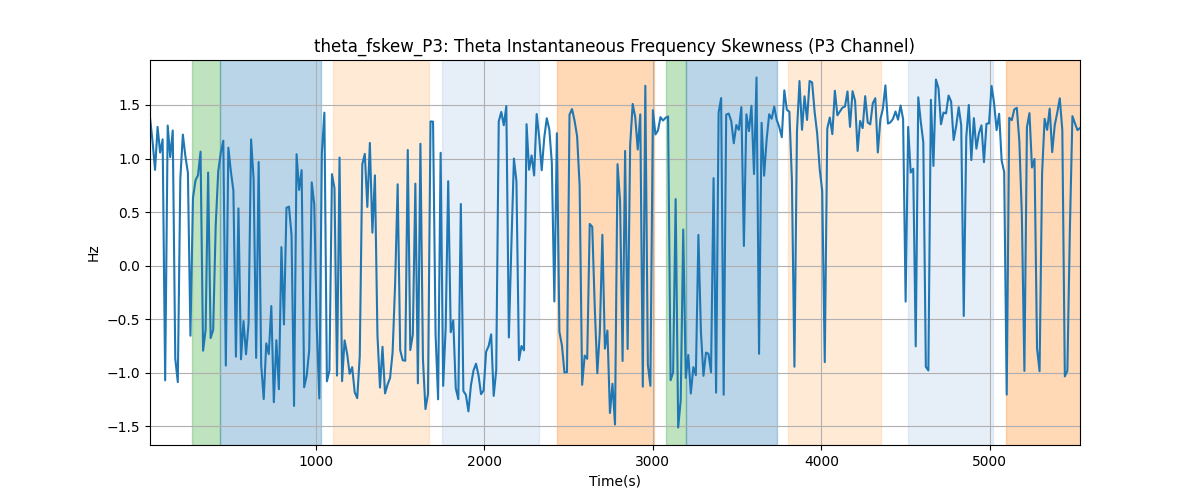 theta_fskew_P3: Theta Instantaneous Frequency Skewness (P3 Channel)
1.5
1.0
0.5
0.0
−0.5
−1.0
−1.5
Hz
1000 2000 3000 4000 5000
Time(s)